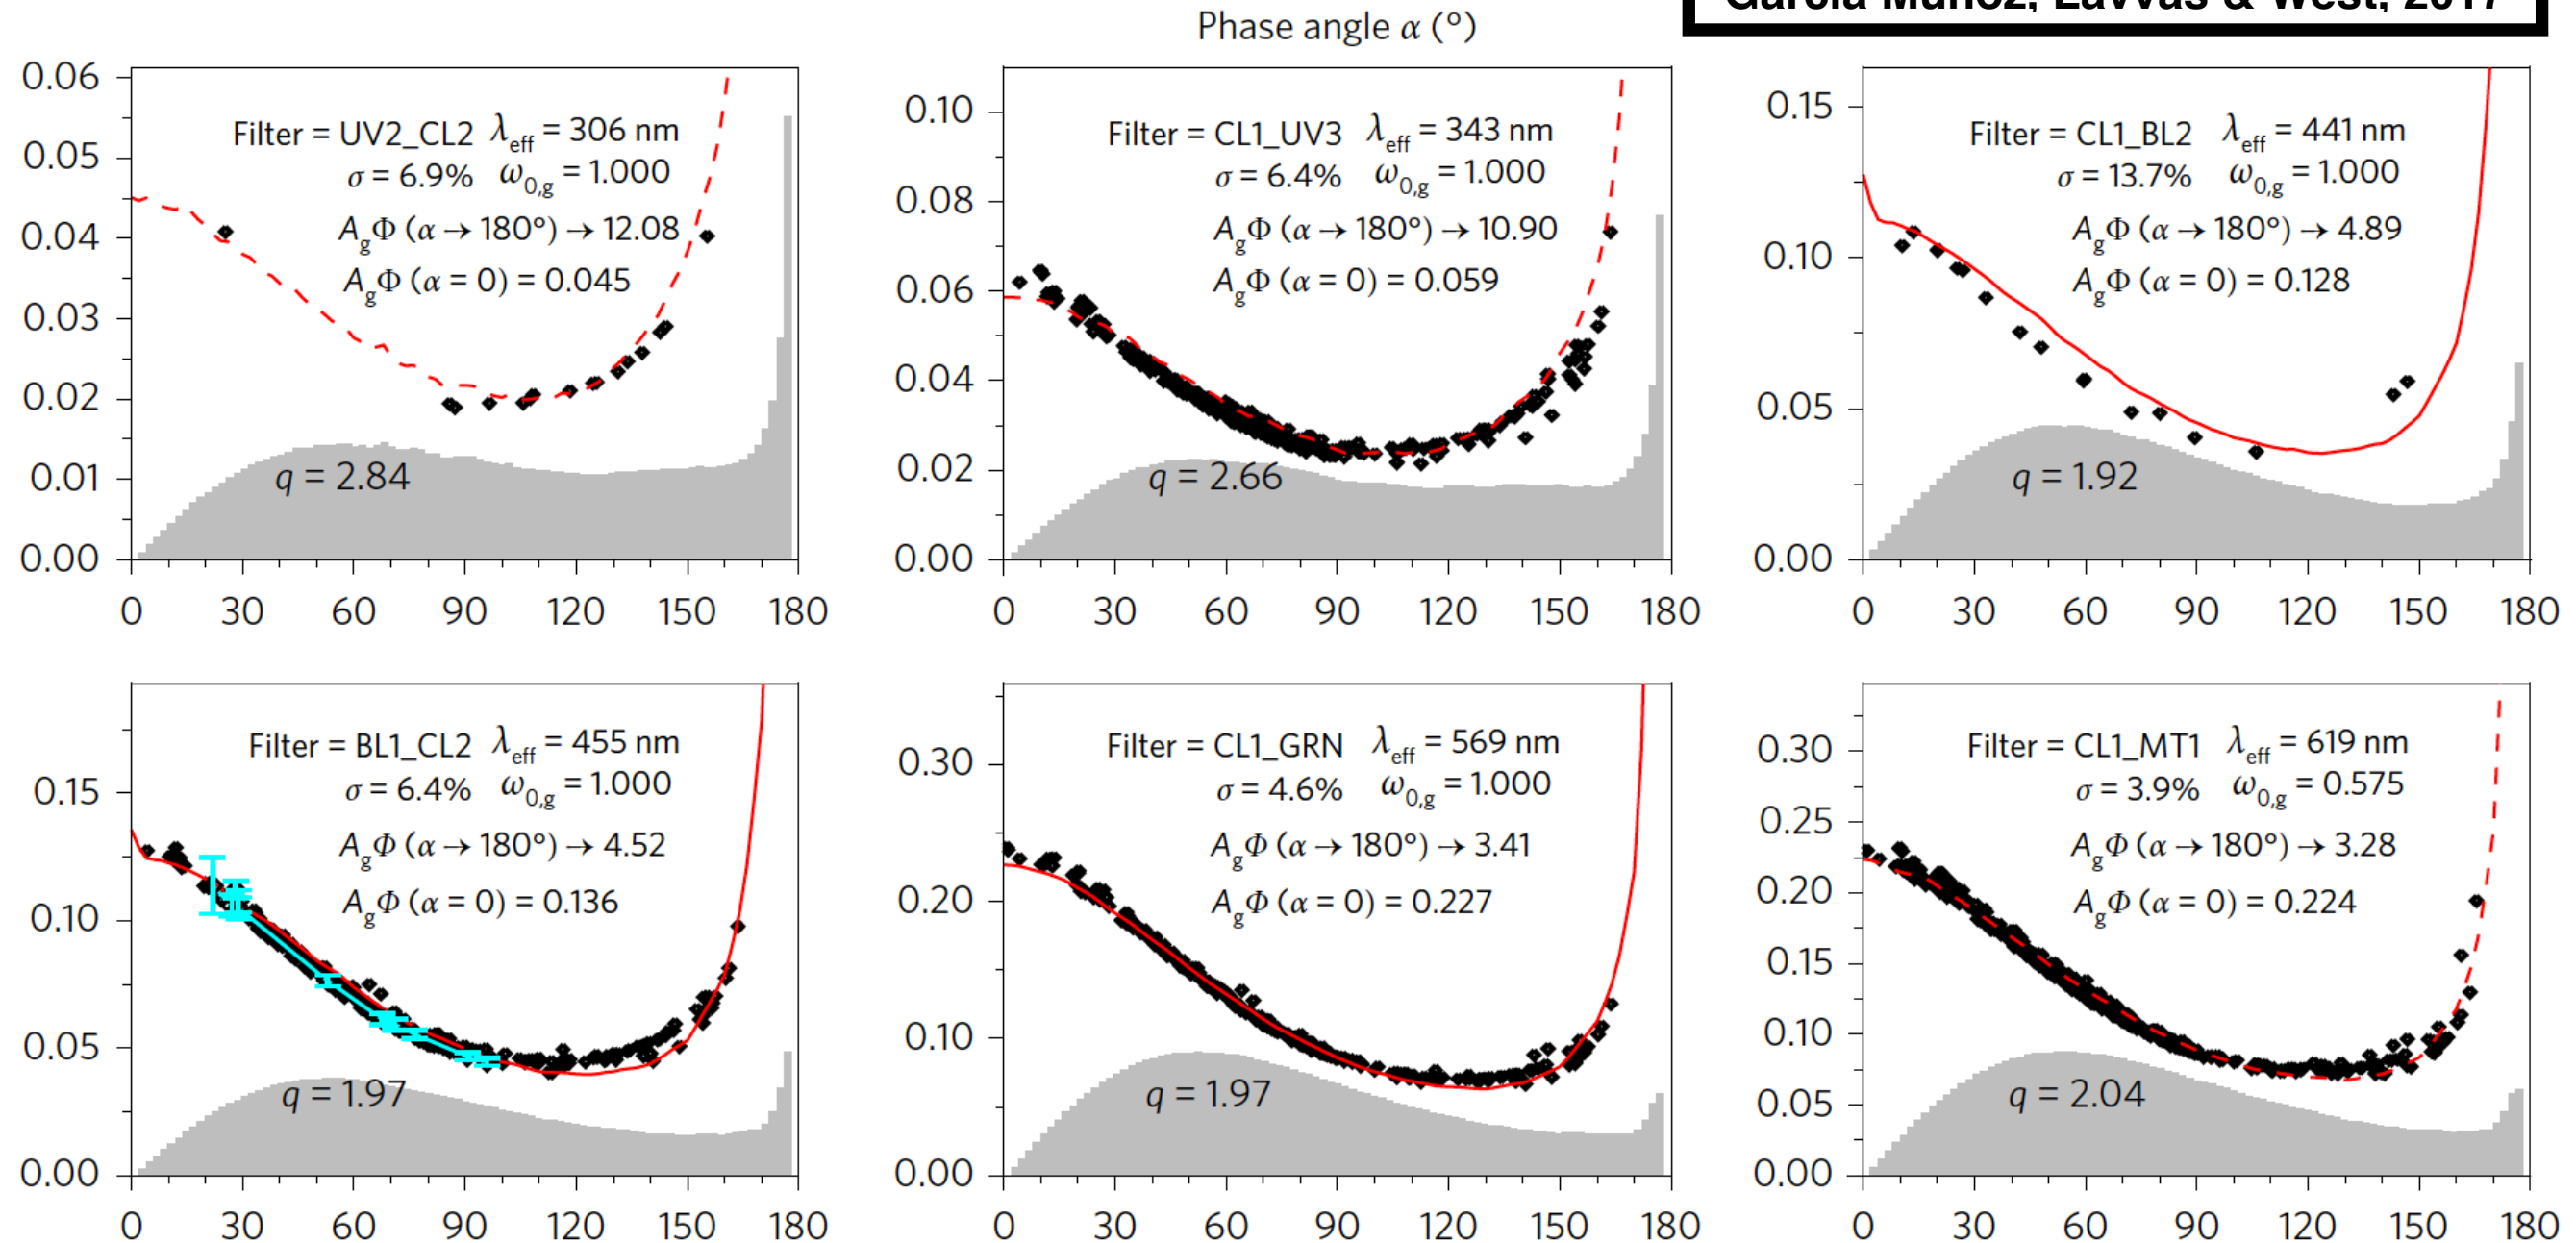 García Muñoz, Lavvas & West, 2017
Phase angle α (°)
0.06
0.05
0.04
0.03
0.02
0.01
0.00
Filter = UV2_CL2 λeff = 306 nm
σ = 6.9% ω0,g = 1.000
AgΦ (α → 180°) → 12.08
AgΦ (α = 0) = 0.045
q = 2.84
0 30 60 90 120 150 180
0.10
0.08
0.06
0.04
0.02
0.00
Filter = CL1_UV3 λeff = 343 nm
σ = 6.4% ω0,g = 1.000
AgΦ (α → 180°) → 10.90
AgΦ (α = 0) = 0.059
q = 2.66
0 30 60 90 120 150 180
0.15
0.10
0.05
0.00
Filter = CL1_BL2 λeff = 441 nm
σ = 13.7% ω0,g = 1.000
AgΦ (α → 180°) → 4.89
AgΦ (α = 0) = 0.128
q = 1.92
0 30 60 90 120 150 180
0.15
0.10
0.05
0.00
Filter = BL1_CL2 λeff = 455 nm
σ = 6.4% ω0,g = 1.000
AgΦ (α → 180°) → 4.52
AgΦ (α = 0) = 0.136
q = 1.97
0 30 60 90 120 150 180
0.30
0.20
0.10
0.00
Filter = CL1_GRN λeff = 569 nm
σ = 4.6% ω0,g = 1.000
AgΦ (α → 180°) → 3.41
AgΦ (α = 0) = 0.227
q = 1.97
0 30 60 90 120 150 180
0.30
0.25
0.20
0.15
0.10
0.05
0.00
Filter = CL1_MT1 λeff = 619 nm
σ = 3.9% ω0,g = 0.575
AgΦ (α → 180°) → 3.28
AgΦ (α = 0) = 0.224
q = 2.04
0 30 60 90 120 150 180